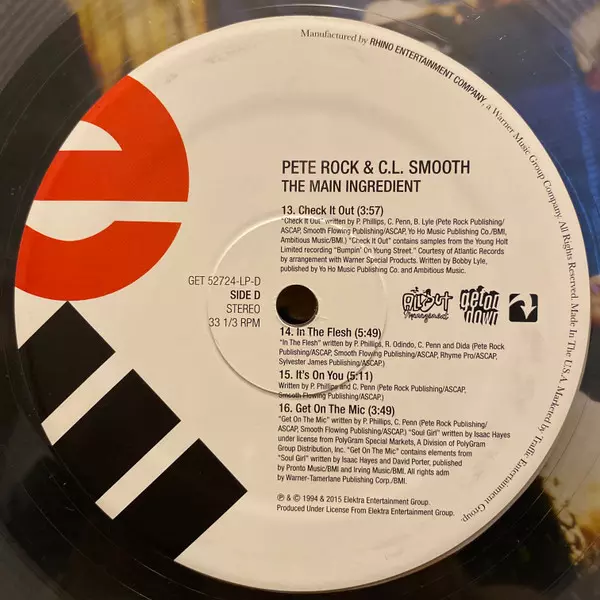 Manufactured by RHINO ENTERTAINMENT COMPANY, a Warner Music Group Company. All Rights Reserved. Made In The U.S.A. Marketed by Traffic Entertainment Group.
PETE ROCK & C.L. SMOOTH
THE MAIN INGREDIENT
13. Check It Out (3:57)
"Check It Out" written by P. Phillips, C. Penn, B. Lyle (Pete Rock Publishing/
ASCAP, Smooth Flowing Publishing/ASCAP, Yo Ho Music Publishing Co./BMI,
Ambitious Music/BMI.) "Check It Out" contains samples from the Young Holt
Limited recording "Bumpin' On Young Street." Courtesy of Atlantic Records
by arrangement with Warner Special Products. Written by Bobby Lyle,
published by Yo Ho Music Publishing Co. and Ambitious Music.
GET 52724-LP-D
SIDE D
STEREO
33 1/3 RPM
geton
down
14. In The Flesh (5:49)
"In The Flesh" written by P. Phillips, R. Odindo, C. Penn and Dida (Pete Rock
Publishing/ASCAP, Smooth Flowing Publishing/ASCAP, Rhyme Pro/ASCAP,
Sylvester James Publishing/ASCAP.)
15. It's On You (5:11)
Written by P. Phillips and C. Penn (Pete Rock Publishing/ASCAP,
Smooth Flowing Publishing/ASCAP.)
16. Get On The Mic (3:49)
"Get On The Mic" written by P. Phillips, C. Penn (Pete Rock Publishing/
ASCAP, Smooth Flowing Publishing/ASCAP.) "Soul Girl" written by Isaac Hayes
under license from PolyGram Special Markets, A Division of PolyGram
Group Distribution, Inc. "Get On The Mic" contains elements from
"Soul Girl" written by Isaac Hayes and David Porter, published
by Pronto Music/BMI and Irving Music/BMI. All rights adm
by Warner-Tamerlane Publishing Corp./BMI.
℗ & © 1994 & 2015 Elektra Entertainment Group.
Produced Under License From Elektra Entertainment Group.